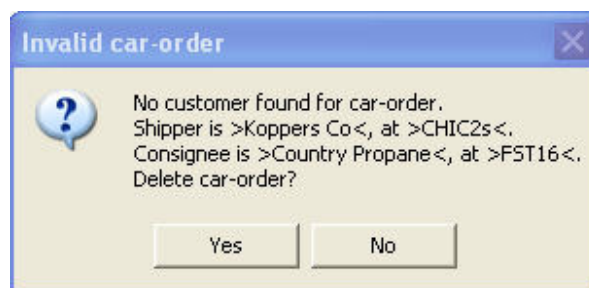 Invalid car-order
No customer found for car-order.
Shipper is >Koppers Co<, at >CHIC2s<.
Consignee is >Country Propane<, at >FST16<.
Delete car-order?
Yes
No